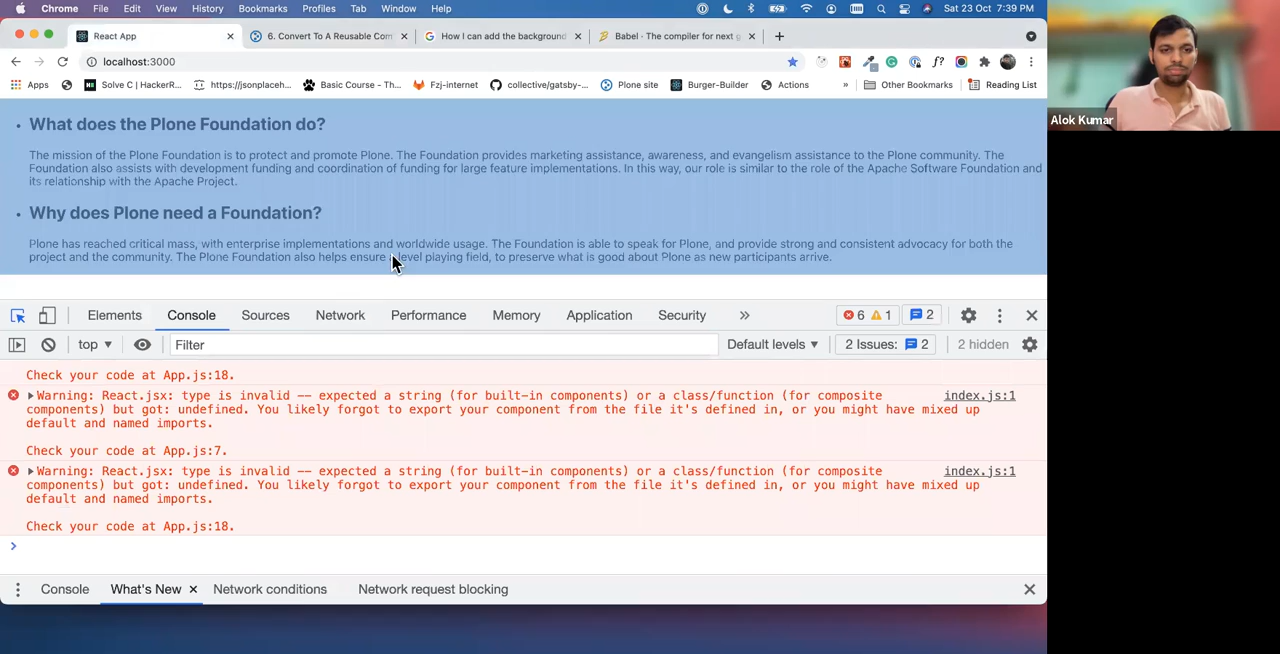 Chrome File Edit View History Bookmarks Profiles Tab Window Help Sat 23 Oct 7:39 PM
React App 6. Convert To A Reusable Com How I can add the background Babel · The compiler for next g
localhost:3000
Apps Solve C | HackerR... https://jsonplaceh... Basic Course - Th... Fzj-internet collective/gatsby-... Plone site Burger-Builder Actions » Other Bookmarks Reading List
Alok Kumar
• What does the Plone Foundation do?
The mission of the Plone Foundation is to protect and promote Plone. The Foundation provides marketing assistance, awareness, and evangelism assistance to the Plone community. The
Foundation also assists with development funding and coordination of funding for large feature implementations. In this way, our role is similar to the role of the Apache Software Foundation and
its relationship with the Apache Project.
• Why does Plone need a Foundation?
Plone has reached critical mass, with enterprise implementations and worldwide usage. The Foundation is able to speak for Plone, and provide strong and consistent advocacy for both the
project and the community. The Plone Foundation also helps ensure a level playing field, to preserve what is good about Plone as new participants arrive.
Elements Console Sources Network Performance Memory Application Security » 6 1 2
top ▼ Filter Default levels ▼ 2 Issues: 2 2 hidden
Check your code at App.js:18.
Warning: React.jsx: type is invalid -- expected a string (for built-in components) or a class/function (for composite index.js:1
components) but got: undefined. You likely forgot to export your component from the file it's defined in, or you might have mixed up
default and named imports.
Check your code at App.js:7.
Warning: React.jsx: type is invalid -- expected a string (for built-in components) or a class/function (for composite index.js:1
components) but got: undefined. You likely forgot to export your component from the file it's defined in, or you might have mixed up
default and named imports.
Check your code at App.js:18.
Console What's New Network conditions Network request blocking